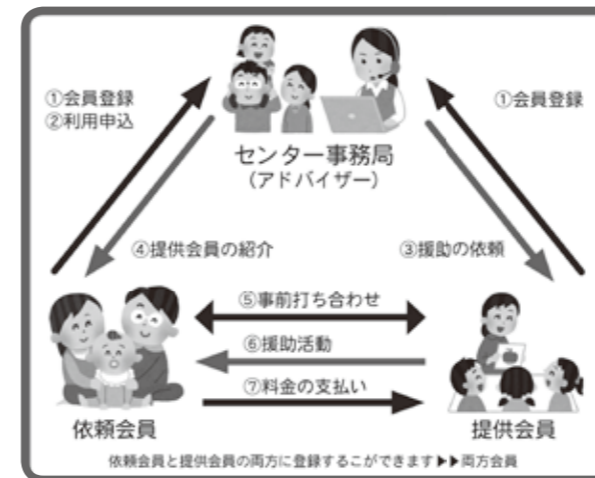 ①会員登録
②利用申込
①会員登録
センター事務局
(アドバイザー)
④提供会員の紹介
③援助の依頼
⑤事前打ち合わせ
⑥援助活動
⑦料金の支払い
依頼会員
提供会員
依頼会員と提供会員の両方に登録するこができます▶▶両方会員